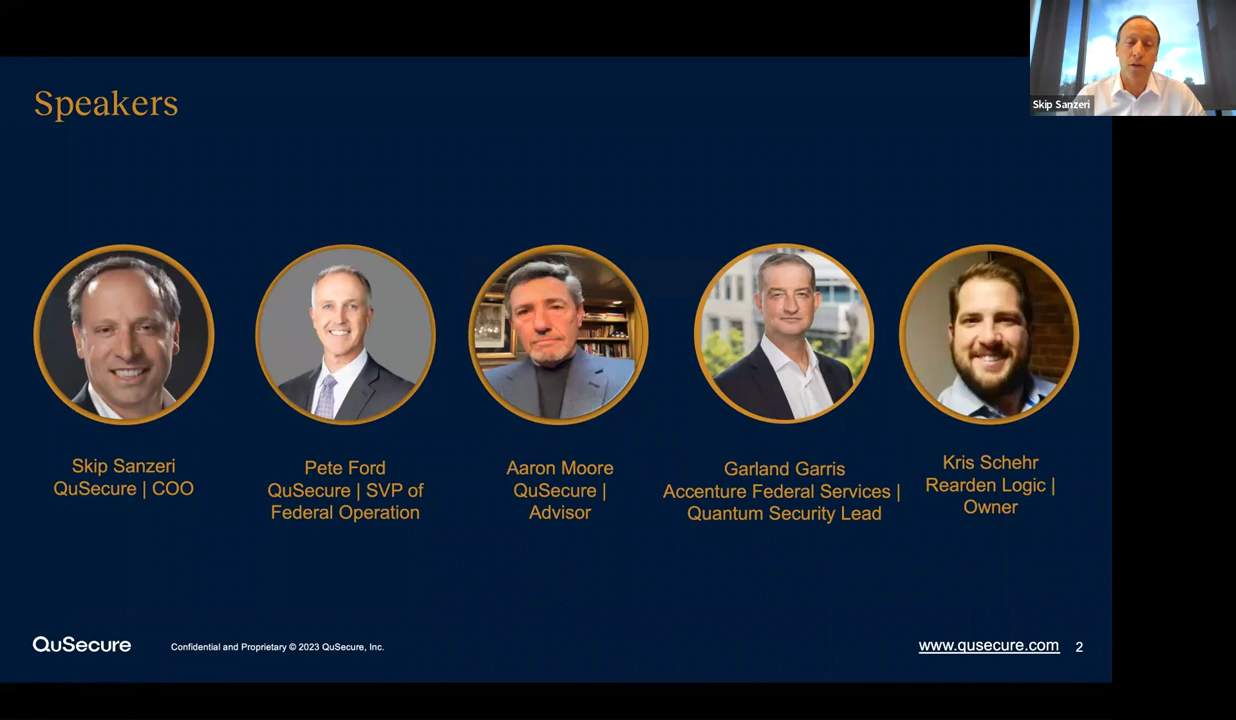 Speakers
Skip Sanzeri
Skip Sanzeri
QuSecure | COO
Pete Ford
QuSecure | SVP of
Federal Operation
Aaron Moore
QuSecure |
Advisor
Garland Garris
Accenture Federal Services |
Quantum Security Lead
Kris Schehr
Rearden Logic |
Owner
QuSecure
Confidential and Proprietary © 2023 QuSecure, Inc.
www.qusecure.com
2